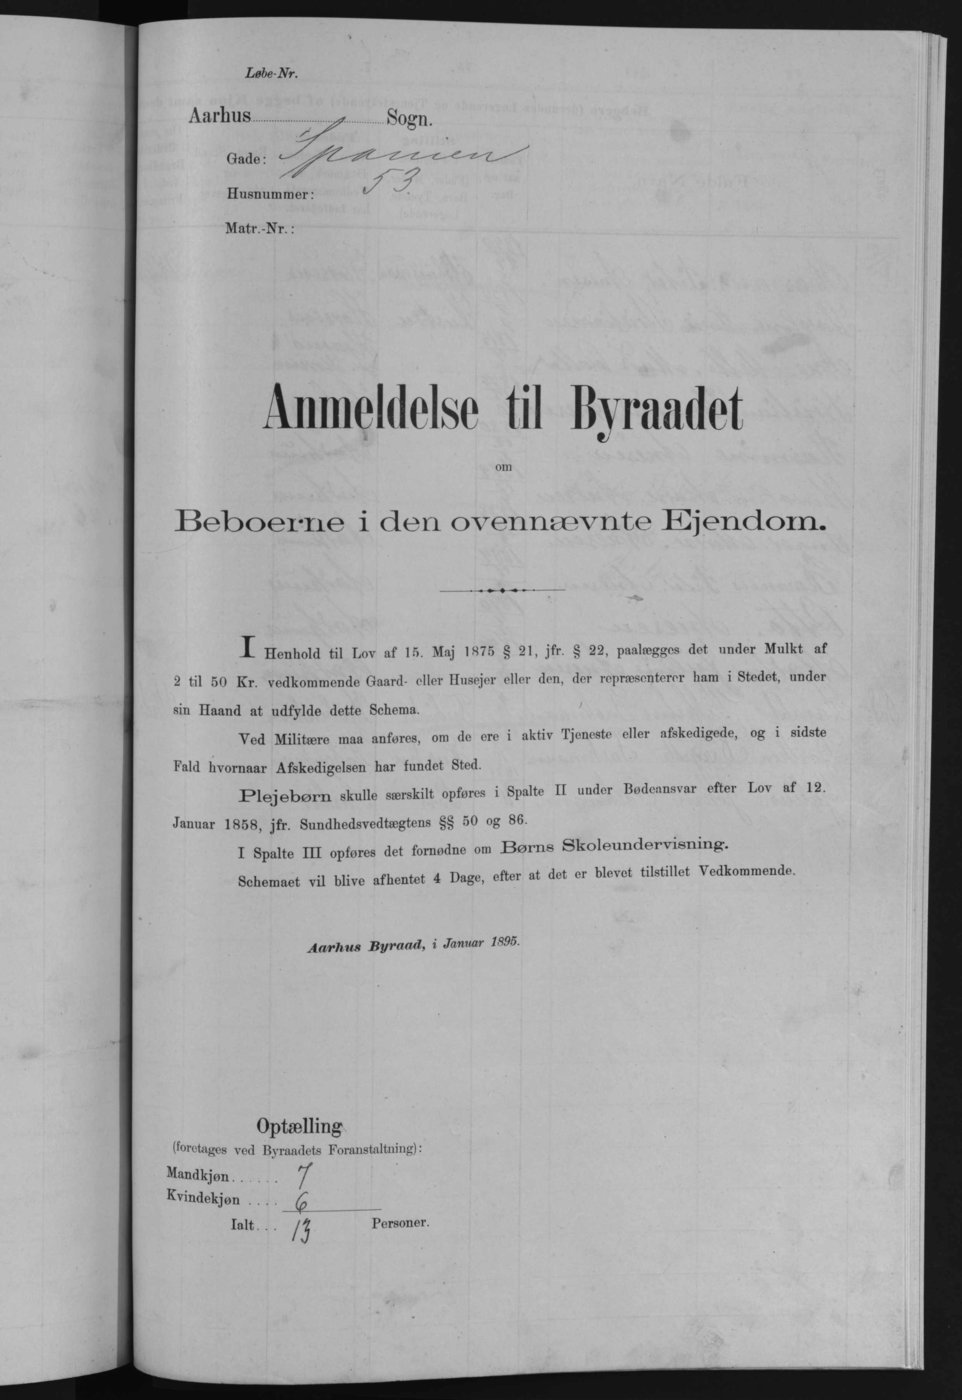 Løbe-Nr.
Aarhus Sogn.
Gade: Spanien
Husnummer: 53.
Matr.-Nr.:
Anmeldelse til Byraadet
om
Beboerne i den ovennævnte Ejendom.
I Henhold til Lov af 15. Maj 1875 § 21, jfr. § 22, paalægges det under Mulkt af
2 til 50 Kr. vedkommende Gaard- eller Husejer eller den, der repræsenterer ham i Stedet, under
sin Haand at udfylde dette Schema.
Ved Militære maa anføres, om de ere i aktiv Tjeneste eller afskedigede, og i sidste
Fald hvornaar Afskedigelsen har fundet Sted.
Plejebørn skulle særskilt opføres i Spalte II under Bødeansvar efter Lov af 12.
Januar 1858, jfr. Sundhedsvedtægtens §§ 50 og 86.
I Spalte III opføres det fornødne om Børns Skoleundervisning.
Schemaet vil blive afhentet 4 Dage, efter at det er blevet tilstillet Vedkommende.
Aarhus Byraad, i Januar 1895.
Optælling
(foretages ved Byraadets Foranstaltning):
Mandkjøn...... 7
Kvindekjøn .... 6
Ialt... 13 Personer.